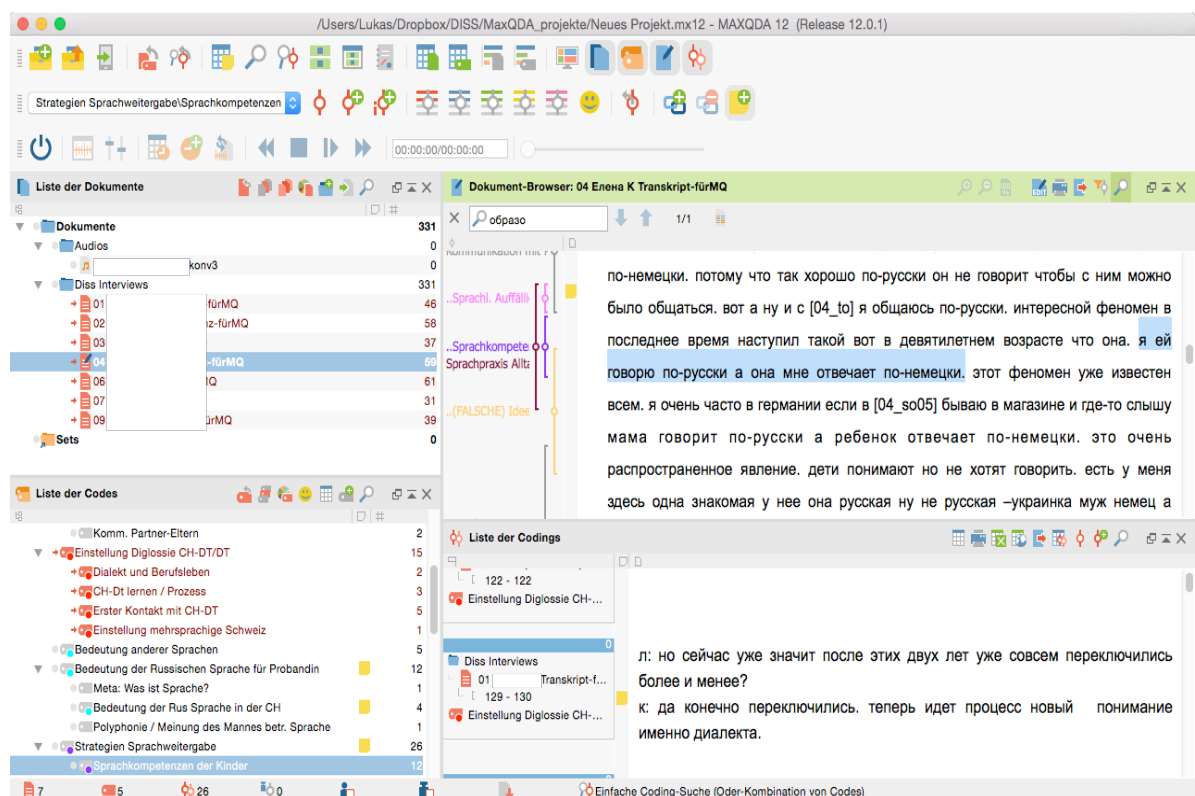 /Users/Lukas/Dropbox/DISS/MaxQDA_projekte/Neues Projekt.mx12 - MAXQDA 12 (Release 12.0.1)
Strategien Sprachweitergabe\Sprachkompetenzen
00:00:00/00:00:00
Liste der Dokumente
#
Dokumente 331
Audios 0
konv3 0
Diss Interviews 331
01 -fürMQ 46
02 nz-fürMQ 58
03 37
04 -fürMQ 59
06 MQ 61
07 31
09 ürMQ 39
Sets 0
Liste der Codes
#
Komm. Partner-Eltern 2
Einstellung Diglossie CH-DT/DT 15
Dialekt und Berufsleben 2
CH-Dt lernen / Prozess 3
Erster Kontakt mit CH-DT 5
Einstellung mehrsprachige Schweiz 1
Bedeutung anderer Sprachen 5
Bedeutung der Russischen Sprache für Probandin 12
Meta: Was ist Sprache? 1
Bedeutung der Rus Sprache in der CH 4
Polyphonie / Meinung des Mannes betr. Sprache 1
Strategien Sprachweitergabe 26
Sprachkompetenzen der Kinder 12
Dokument-Browser: 04 Елена К Transkript-fürMQ
EDIT
образо 1/1
Kommunikation mit P
..Sprachl. Auffälli
..Sprachkompete
Sprachpraxis Allta
..(FALSCHE) Idee
по-немецки. потому что так хорошо по-русски он не говорит чтобы с ним можно
было общаться. вот а ну и с [04_to] я общаюсь по-русски. интересной феномен в
последнее время наступил такой вот в девятилетнем возрасте что она. я ей
говорю по-русски а она мне отвечает по-немецки. этот феномен уже известен
всем. я очень часто в германии если в [04_so05] бываю в магазине и где-то слышу
мама говорит по-русски а ребенок отвечает по-немецки. это очень
распространенное явление. дети понимают но не хотят говорить. есть у меня
здесь одна знакомая у нее она русская ну не русская –украинка муж немец а
Liste der Codings
122 - 122
Einstellung Diglossie CH-...
0
Diss Interviews
01 Transkript-f...
129 - 130
Einstellung Diglossie CH-...
л: но сейчас уже значит после этих двух лет уже совсем переключились
более и менее?
к: да конечно переключились. теперь идет процесс новый понимание
именно диалекта.
7 5 26 0 Einfache Coding-Suche (Oder-Kombination von Codes)